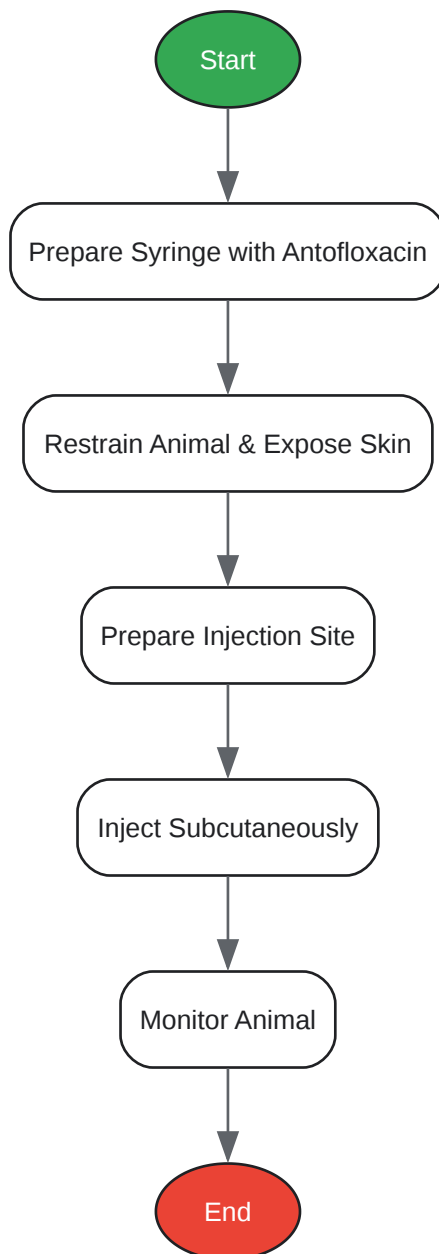 Start
Prepare Syringe with Antofloxacin
Restrain Animal & Expose Skin
Prepare Injection Site
Inject Subcutaneously
Monitor Animal
End